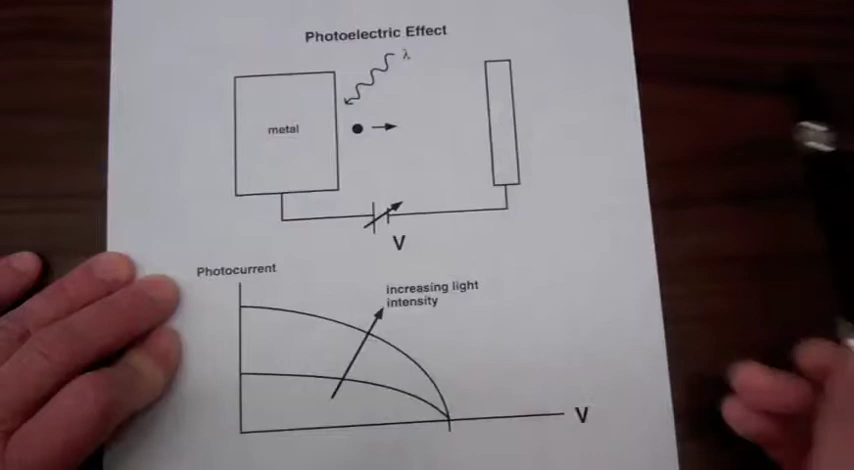 Photoelectric Effect
λ
metal
V
Photocurrent
increasing light
intensity
V